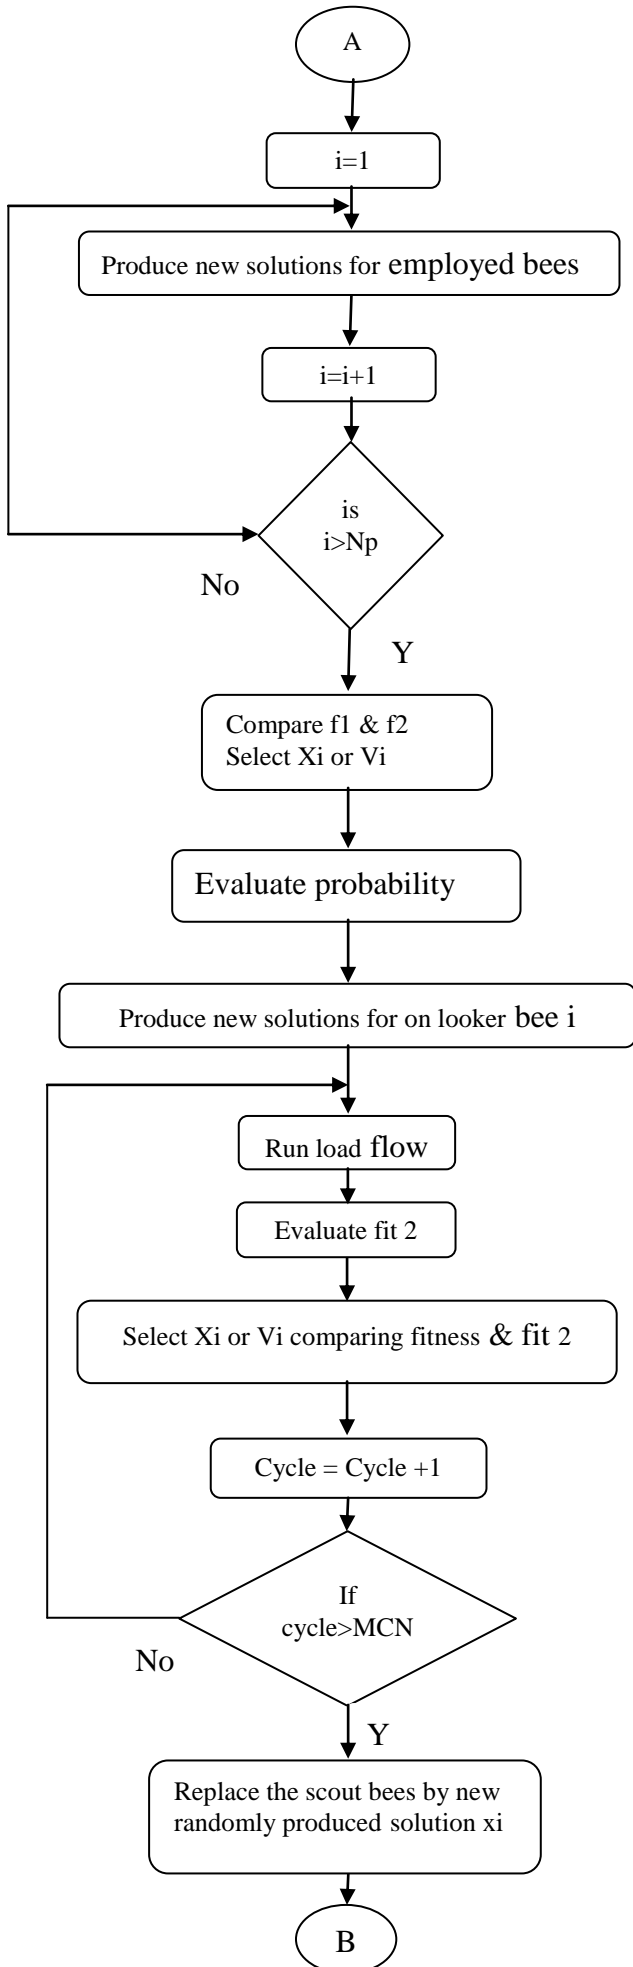 A
i=1
Produce new solutions for employed bees
i=i+1
is
i>Np
No
Y
Compare f1 & f2
Select Xi or Vi
Evaluate probability
Produce new solutions for on looker bee i
Run load flow
Evaluate fit 2
Select Xi or Vi comparing fitness & fit 2
Cycle = Cycle +1
If
cycle>MCN
No
Y
Replace the scout bees by new
randomly produced solution xi
B